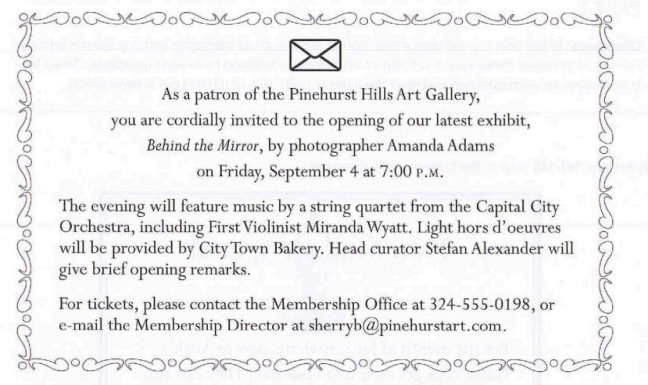 As a patron of the Pinehurst Hills Art Gallery,
you are cordially invited to the opening of our latest exhibit,
Behind the Mirror, by photographer Amanda Adams
on Friday, September 4 at 7:00 P.M.
The evening will feature music by a string quartet from the Capital City
Orchestra, including First Violinist Miranda Wyatt. Light hors d'oeuvres
will be provided by City Town Bakery. Head curator Stefan Alexander will
give brief opening remarks.
For tickets, please contact the Membership Office at 324-555-0198, or
e-mail the Membership Director at sherryb@pinehurstart.com.